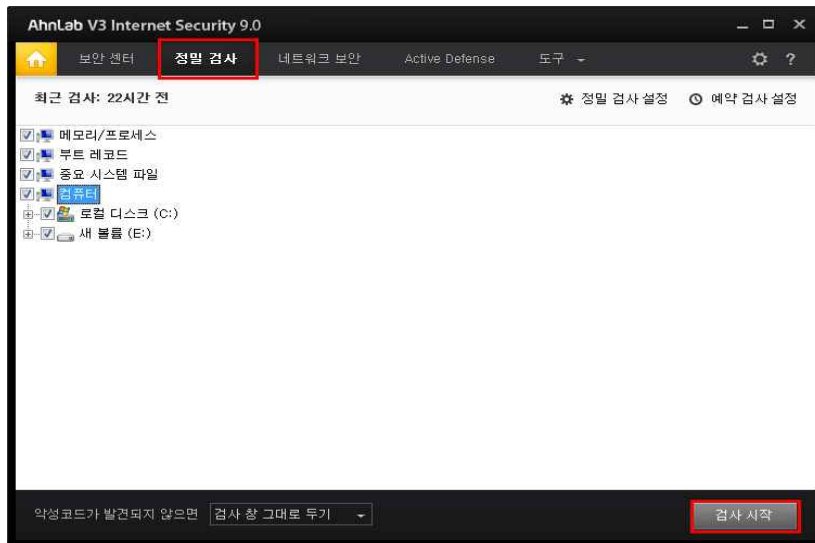 AhnLab V3 Internet Security 9.0
보안 센터 정밀 검사 네트워크 보안 Active Defense 도구
최근 검사: 22시간 전 정밀 검사 설정 예약 검사 설정
메모리/프로세스
부트 레코드
중요 시스템 파일
컴퓨터
로컬 디스크 (C:)
새 볼륨 (E:)
악성코드가 발견되지 않으면 검사 창 그대로 두기 검사 시작